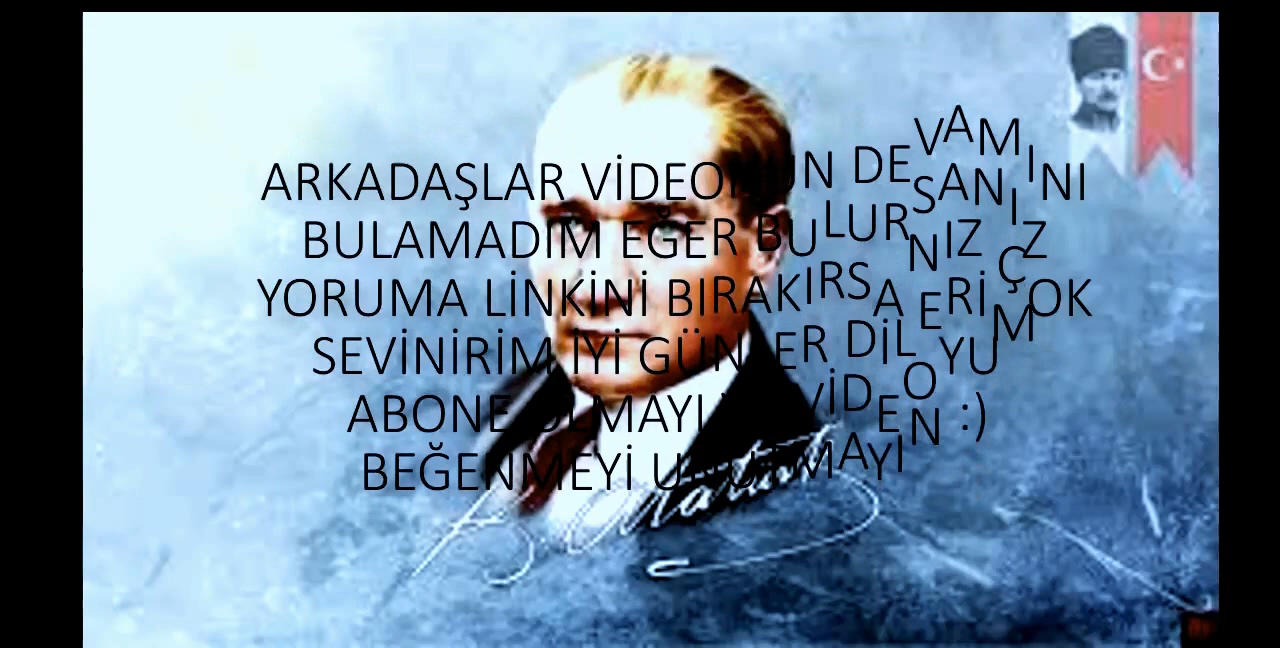 ARKADAŞLAR VİDEONUN DEVAMINI
BULAMADIM EĞER BULURSANIZ
YORUMA LİNKİNİ BIRAKIRSANIZ ÇOK
SEVİNİRİM İYİ GÜNLER DİLERİM
ABONE OLMAYI VE VİDEOYU
BEĞENMEYİ UNUTMAYIN :)
K. Atatürk